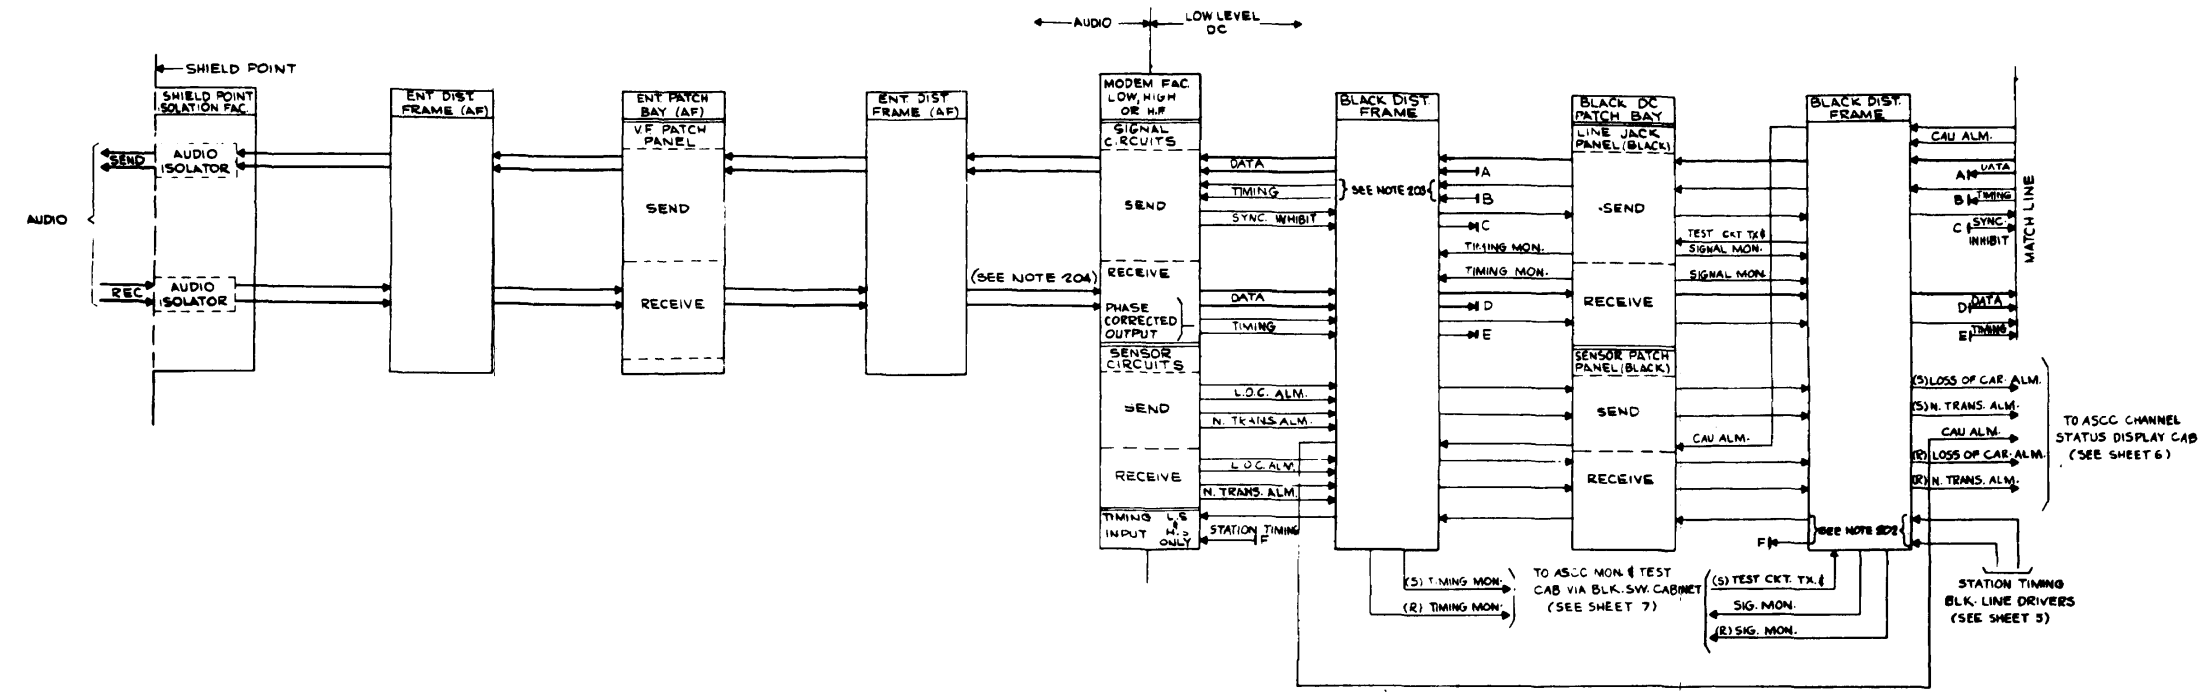 AUDIO
LOW LEVEL
DC
SHIELD POINT
SHIELD POINT
ISOLATION FAC.
ENT. DIST.
FRAME (AF)
ENT. PATCH
BAY (AF)
V.F. PATCH
PANEL
ENT. DIST.
FRAME (AF)
MODEM FAC.
LOW, HIGH
OR H.F
SIGNAL
CIRCUITS
BLACK DIST.
FRAME
BLACK DC
PATCH BAY
LINE JACK
PANEL (BLACK)
BLACK DIST.
FRAME
AUDIO
SEND
AUDIO
ISOLATOR
SEND
SEND
DATA
TIMING
SYNC. INHIBIT
SEE NOTE 203
A
B
C
TIMING MON.
TIMING MON.
SEND
TEST CKT TX &
SIGNAL MON.
SIGNAL MON.
CAU ALM.
DATA
A
TIMING
B
SYNC.
C
INHIBIT
MATCH LINE
REC
AUDIO
ISOLATOR
RECEIVE
(SEE NOTE 204)
RECEIVE
PHASE
CORRECTED
OUTPUT
DATA
TIMING
D
E
RECEIVE
DATA
D
TIMING
E
SENSOR
CIRCUITS
SEND
L.O.C. ALM.
N. TRANS ALM.
SENSOR PATCH
PANEL (BLACK)
SEND
CAU ALM.
(S) LOSS OF CAR. ALM.
(S) N. TRANS. ALM.
CAU ALM.
(R) LOSS OF CAR. ALM.
(R) N. TRANS. ALM.
TO ASCC CHANNEL
STATUS DISPLAY CAB
(SEE SHEET 6)
RECEIVE
L.O.C. ALM.
N. TRANS. ALM.
RECEIVE
TIMING L.S
&
INPUT H.S
ONLY
STATION TIMING
F
F
SEE NOTE 202
(S) TIMING MON.
(R) TIMING MON.
TO ASCC MON. & TEST
CAB VIA BLK. SW. CABINET
(SEE SHEET 7)
(S) TEST CKT. TX. &
SIG. MON.
(R) SIG. MON.
STATION TIMING
BLK. LINE DRIVERS
(SEE SHEET 5)